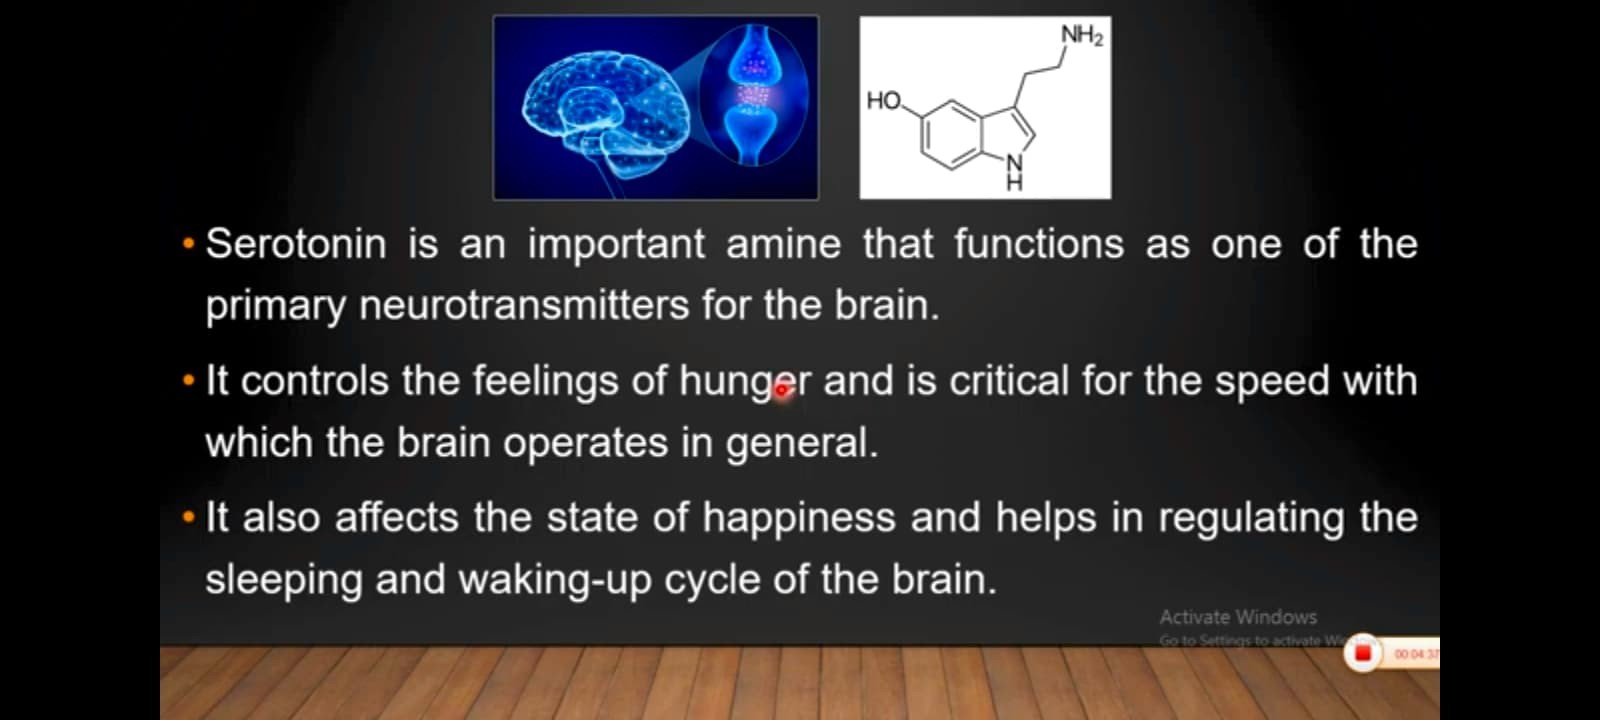 NH2
HO
N
H
• Serotonin is an important amine that functions as one of the
primary neurotransmitters for the brain.
• It controls the feelings of hunger and is critical for the speed with
which the brain operates in general.
• It also affects the state of happiness and helps in regulating the
sleeping and waking-up cycle of the brain.
Activate Windows
Go to Settings to activate
00:04:37